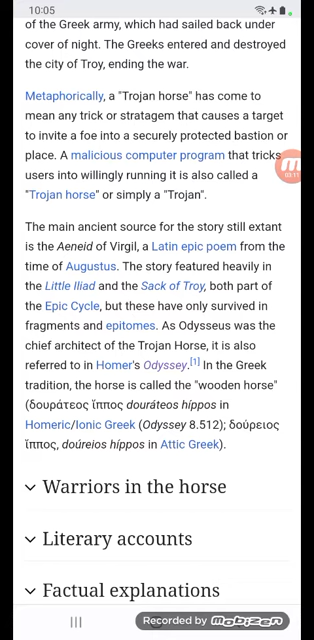 10:05
of the Greek army, which had sailed back under
cover of night. The Greeks entered and destroyed
the city of Troy, ending the war.
Metaphorically, a "Trojan horse" has come to
mean any trick or stratagem that causes a target
to invite a foe into a securely protected bastion or
place. A malicious computer program that tricks
users into willingly running it is also called a
"Trojan horse" or simply a "Trojan".
The main ancient source for the story still extant
is the Aeneid of Virgil, a Latin epic poem from the
time of Augustus. The story featured heavily in
the Little Iliad and the Sack of Troy, both part of
the Epic Cycle, but these have only survived in
fragments and epitomes. As Odysseus was the
chief architect of the Trojan Horse, it is also
referred to in Homer's Odyssey.[1] In the Greek
tradition, the horse is called the "wooden horse"
(δουράτεος ἵππος douráteos híppos in
Homeric/Ionic Greek (Odyssey 8.512); δούρειος
ἵππος, doúreios híppos in Attic Greek).
Warriors in the horse
Literary accounts
Factual explanations
Recorded by mobizen